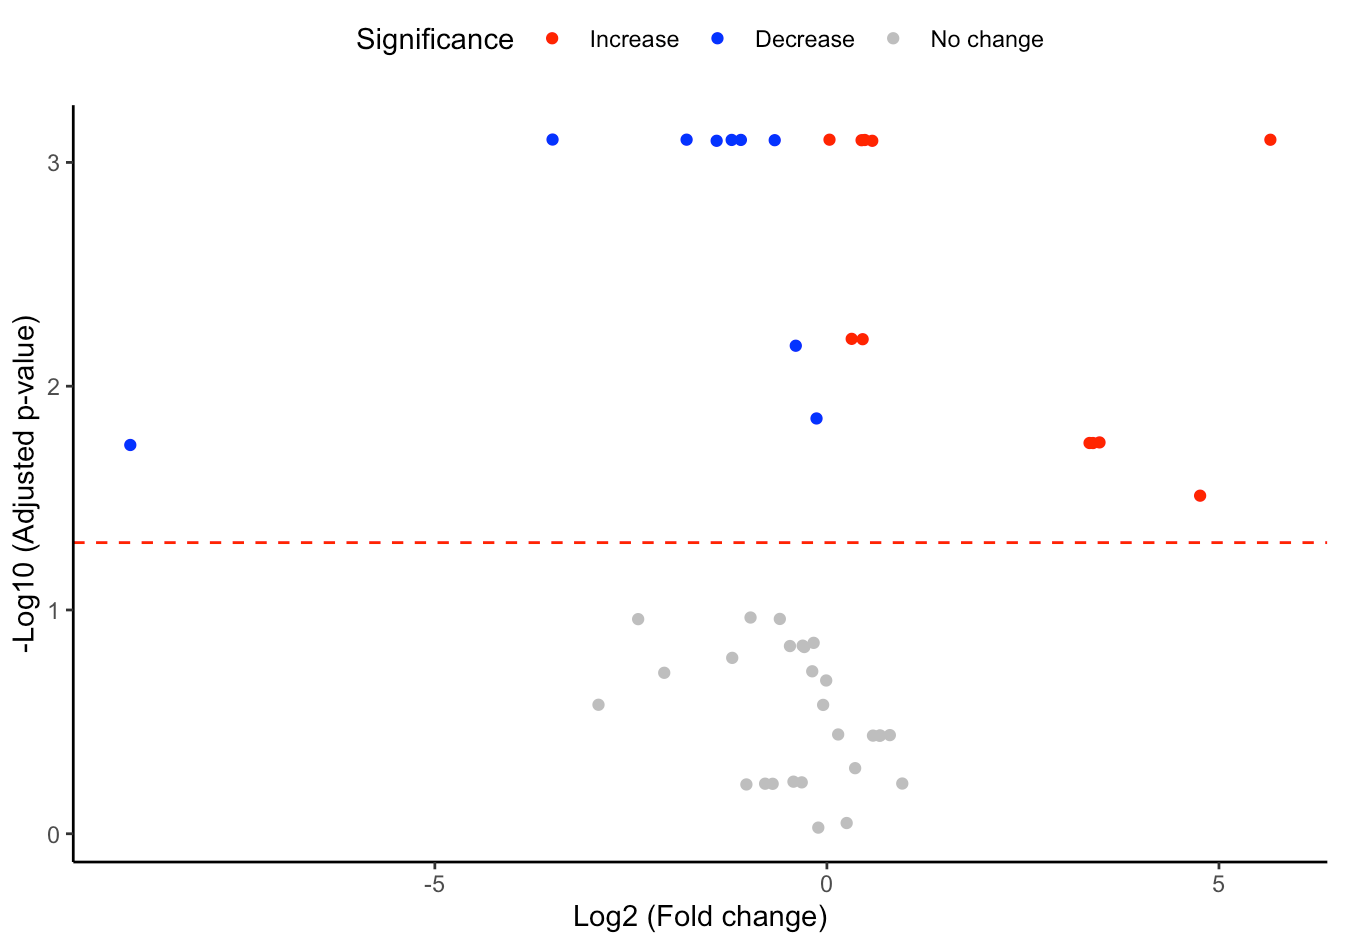 Significance Increase Decrease No change
-Log10 (Adjusted p-value)
3
2
1
0
-5 0 5
Log2 (Fold change)